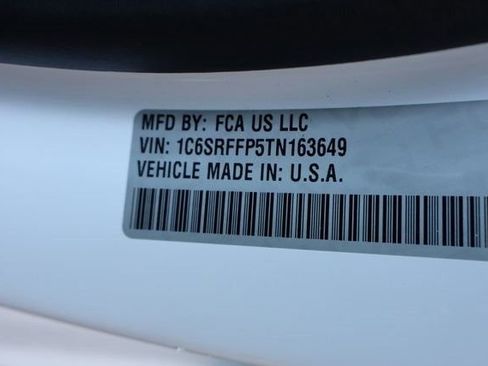 MFD BY: FCA US LLC
VIN: 1C6SRFFP5TN163649
VEHICLE MADE IN: U.S.A.